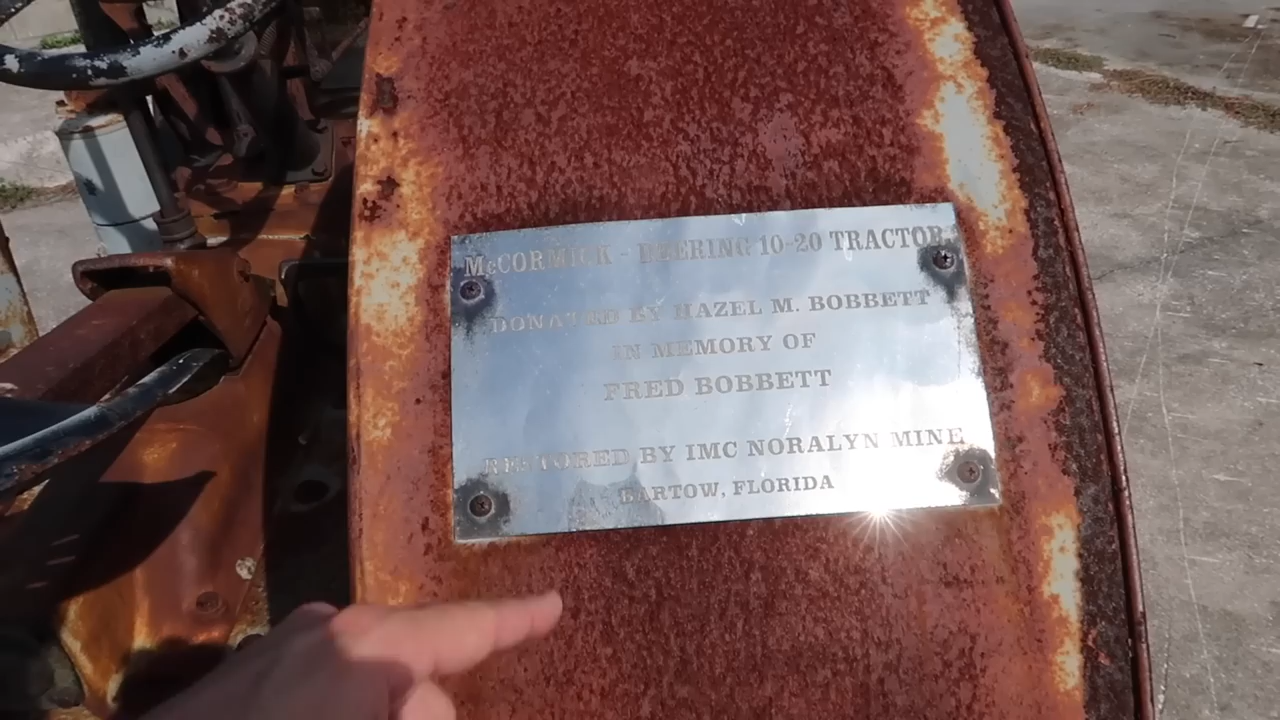 McCORMICK - DEERING 10-20 TRACTOR
DONATED BY HAZEL M. BOBBETT
IN MEMORY OF
FRED BOBBETT
RESTORED BY IMC NORALYN MINE
BARTOW, FLORIDA